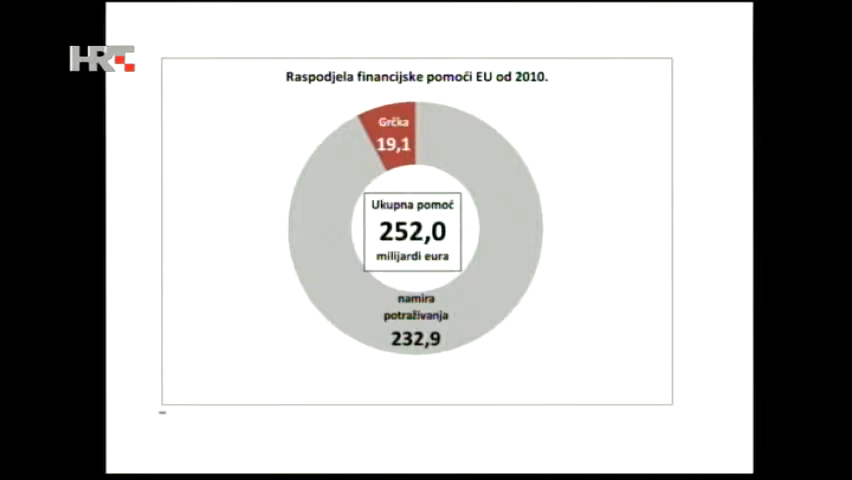 HRT
Raspodjela financijske pomoći EU od 2010.
Grčka
19,1
Ukupna pomoć
252,0
milijardi eura
namira
potraživanja
232,9